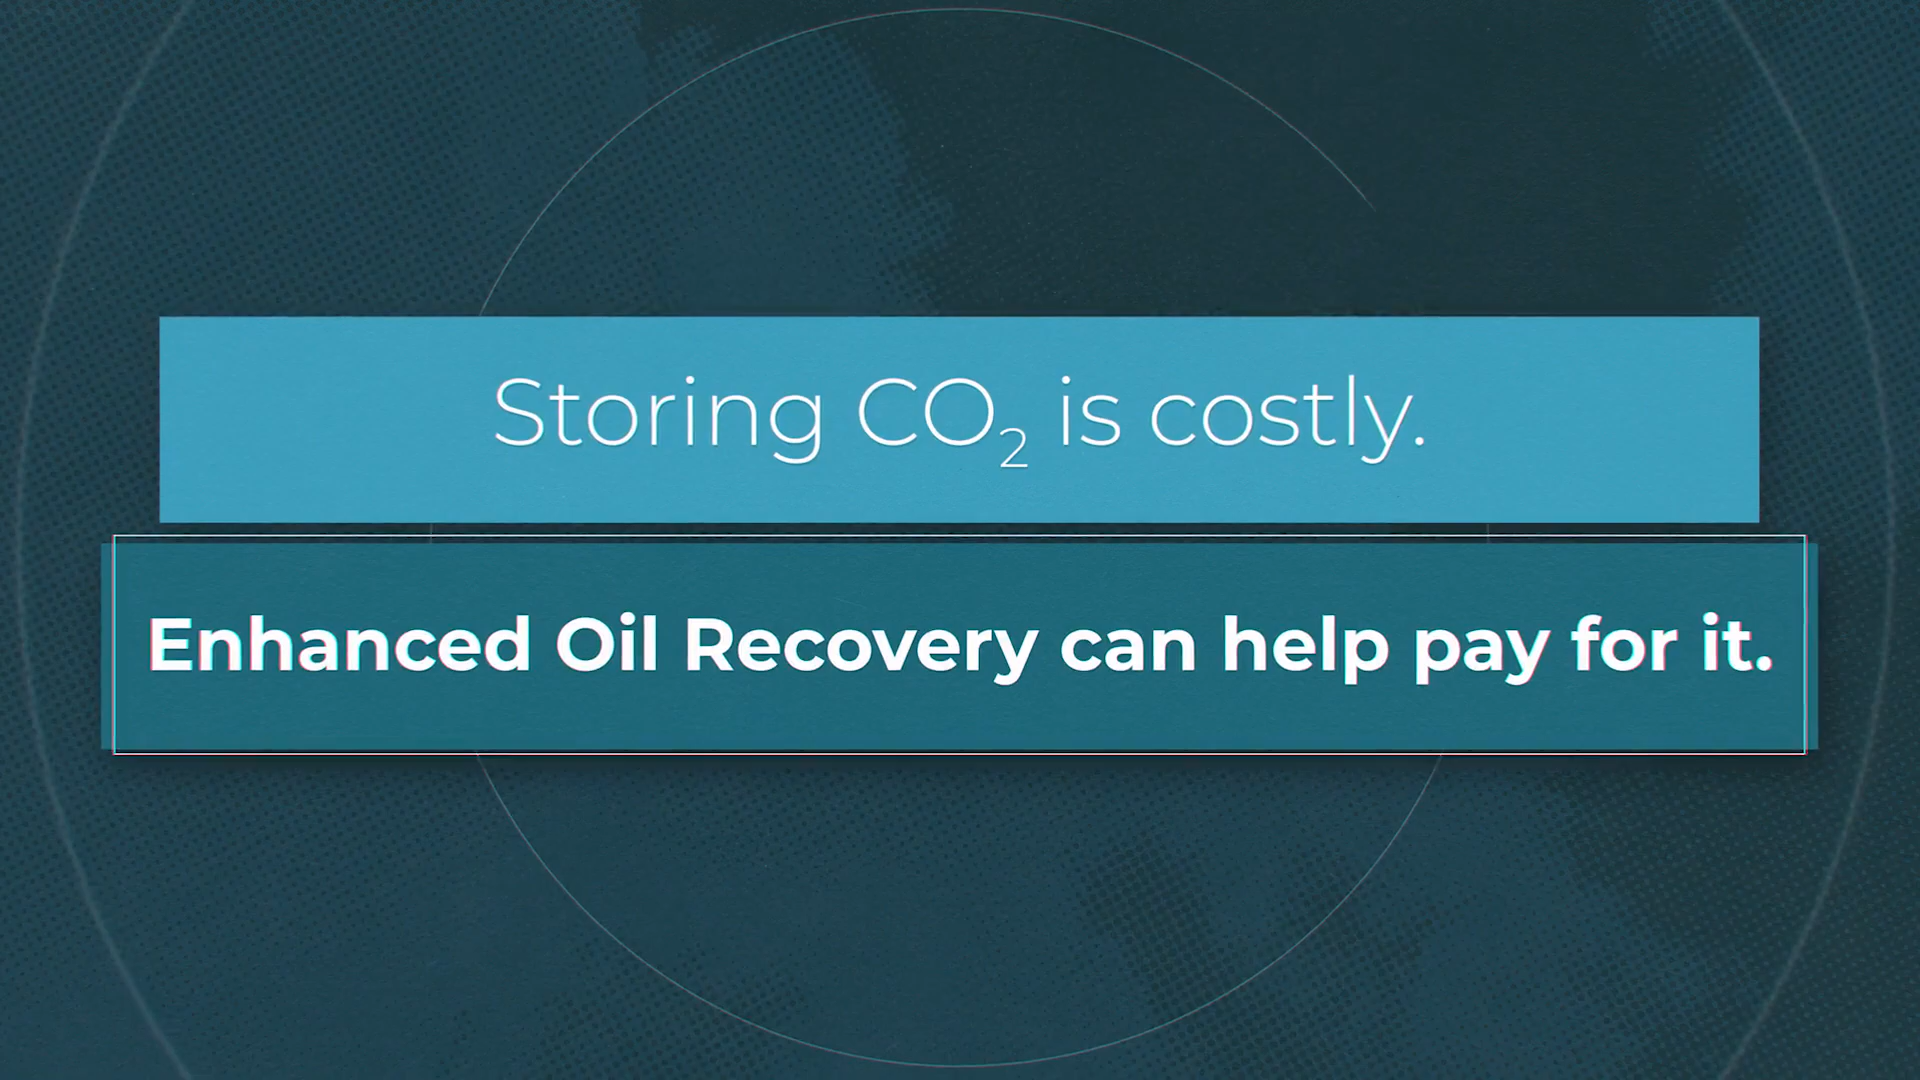 Storing CO₂ is costly.
Enhanced Oil Recovery can help pay for it.